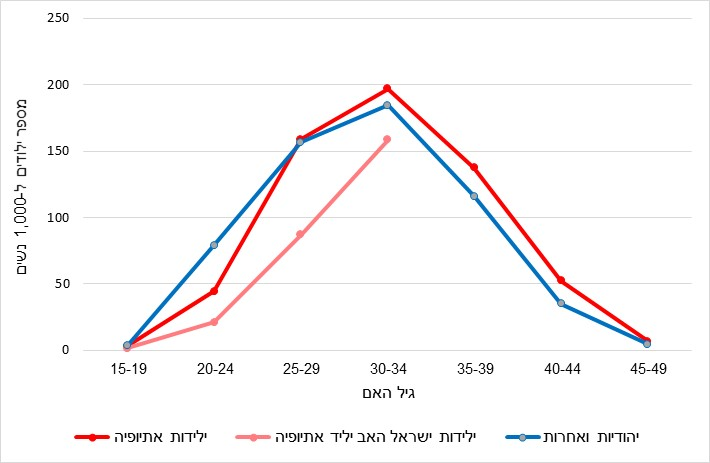 250
200
150
100
50
0
מספר ילודים ל-1,000 נשים
15-19 20-24 25-29 30-34 35-39 40-44 45-49
גיל האם
יהודיות ואחרות ילידות ישראל האב יליד אתיופיה ילידות אתיופיה